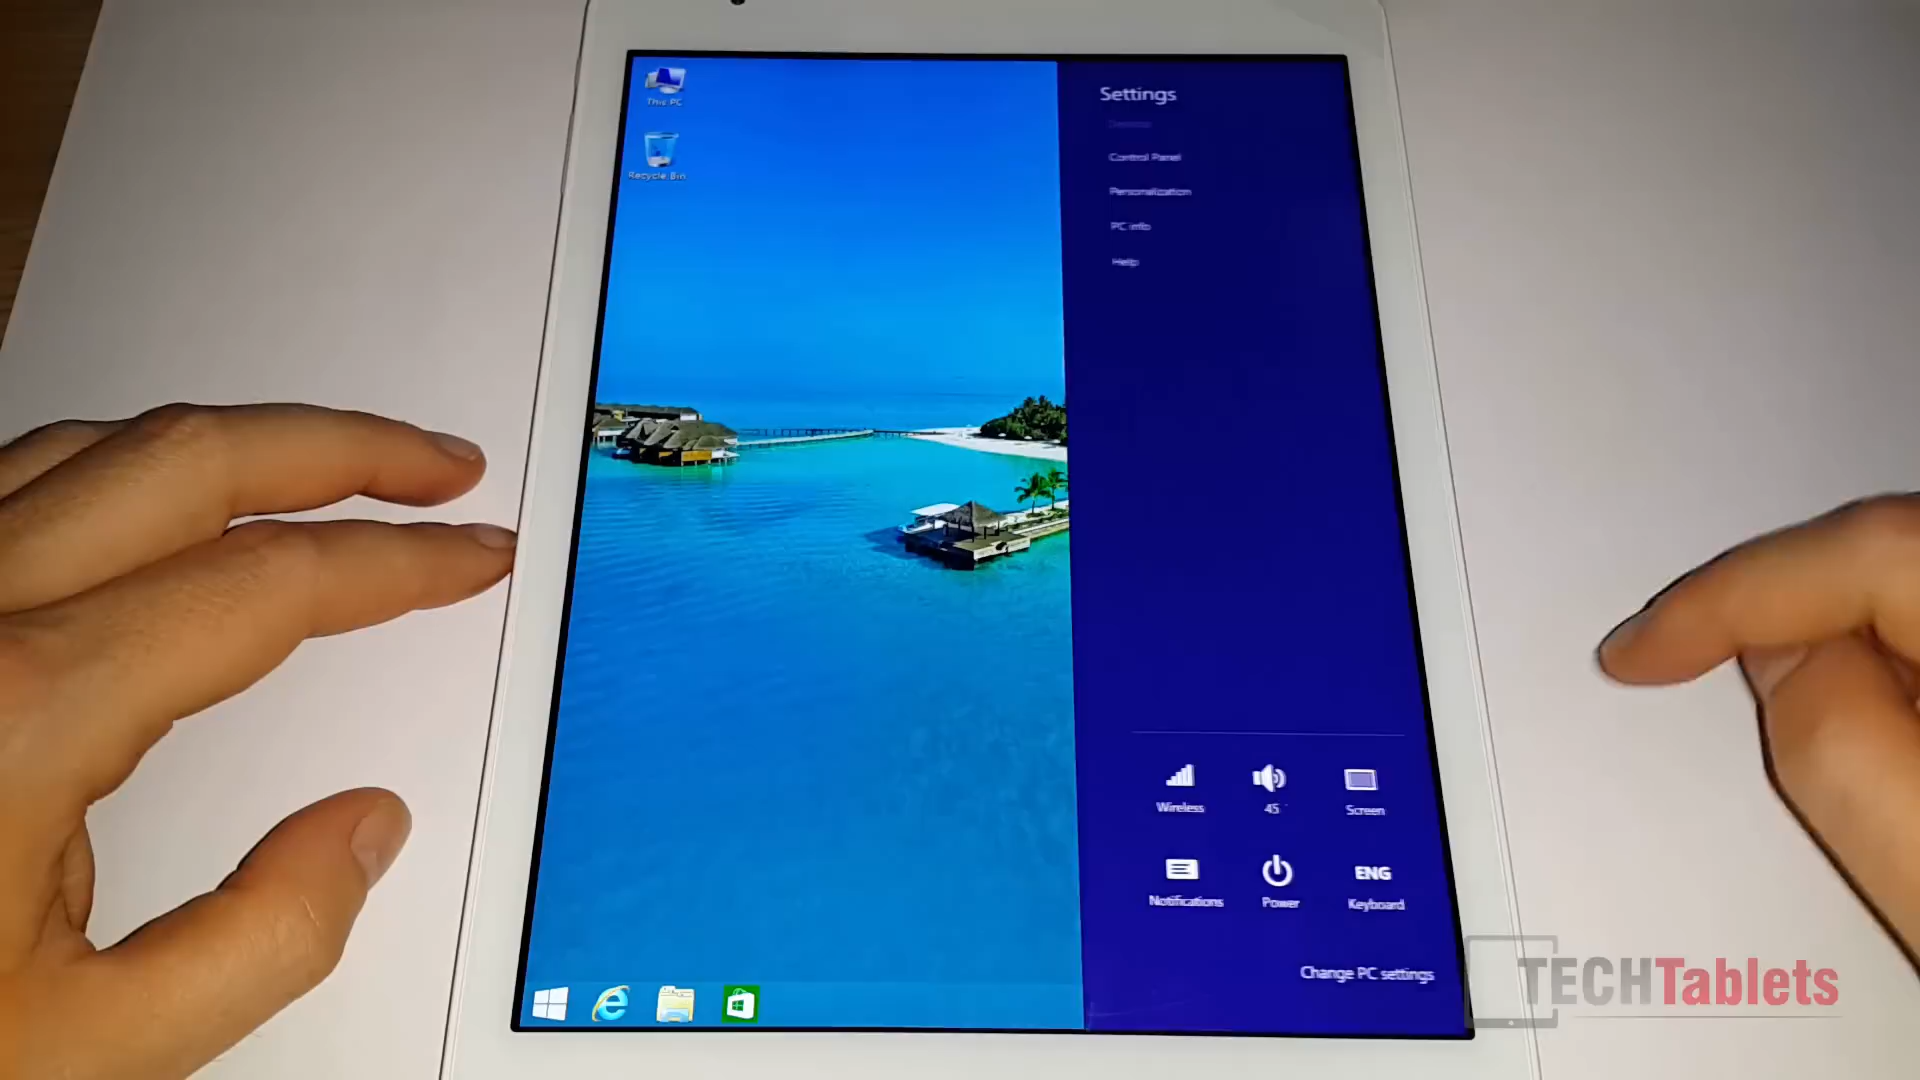 This PC
Recycle Bin
Settings
Desktop
Control Panel
Personalization
PC info
Help
Wireless
45
Screen
Notifications
Power
ENG
Keyboard
Change PC settings
TECHTablets